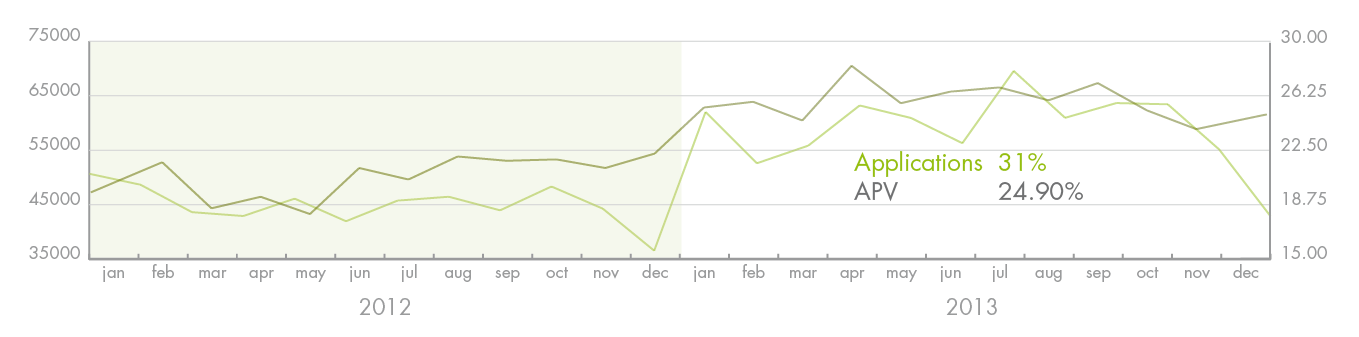 75000 30.00
65000 26.25
55000 22.50
Applications 31%
APV 24.90%
45000 18.75
35000 15.00
jan feb mar apr may jun jul aug sep oct nov dec jan feb mar apr may jun jul aug sep oct nov dec
2012 2013